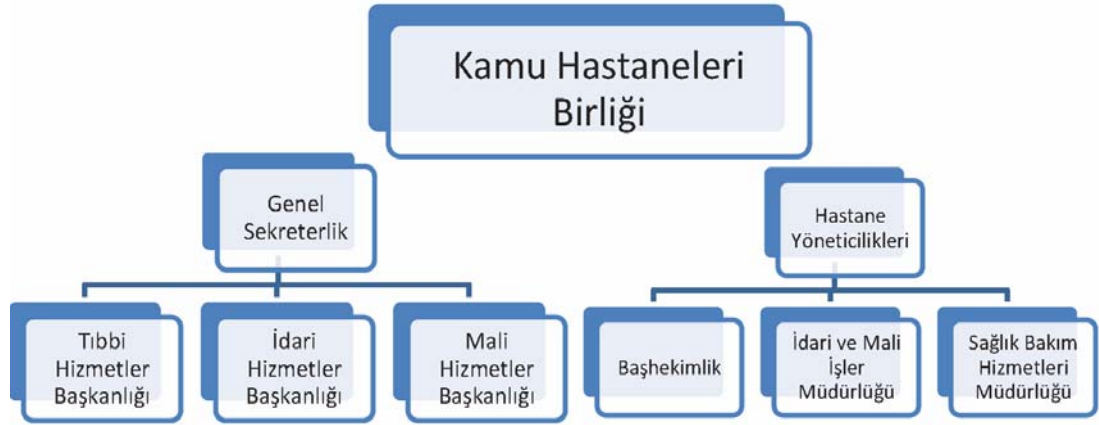 Kamu Hastaneleri
Birliği
Genel
Sekreterlik
Hastane
Yöneticilikleri
Tıbbi
Hizmetler
Başkanlığı
İdari
Hizmetler
Başkanlığı
Mali
Hizmetler
Başkanlığı
Başhekimlik
İdari ve Mali
İşler
Müdürlüğü
Sağlık Bakım
Hizmetleri
Müdürlüğü